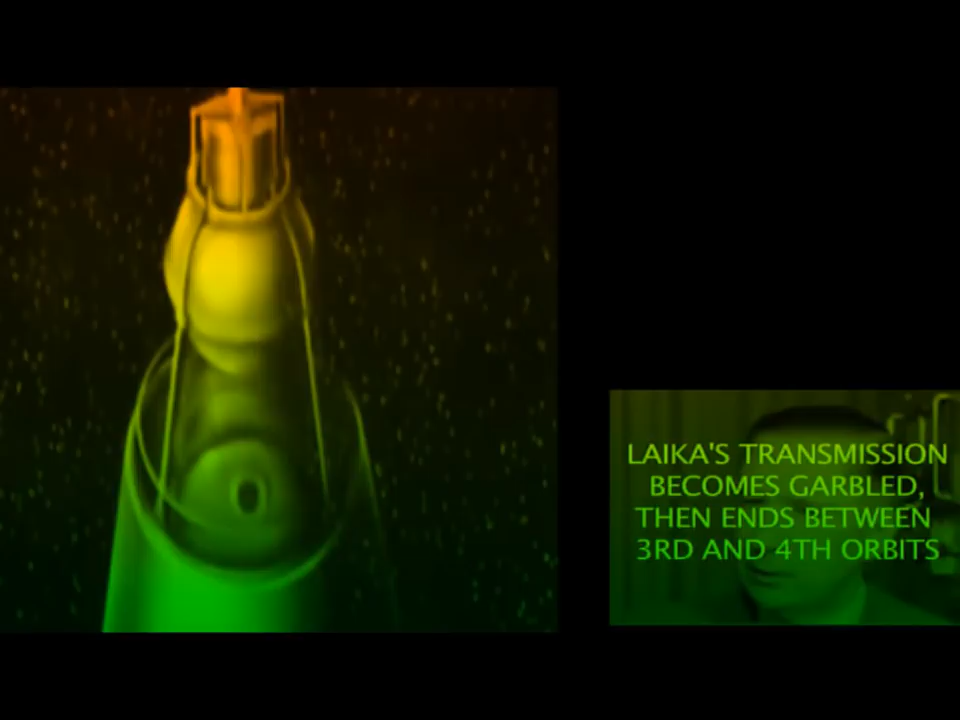 LAIKA'S TRANSMISSION
BECOMES GARBLED,
THEN ENDS BETWEEN
3RD AND 4TH ORBITS